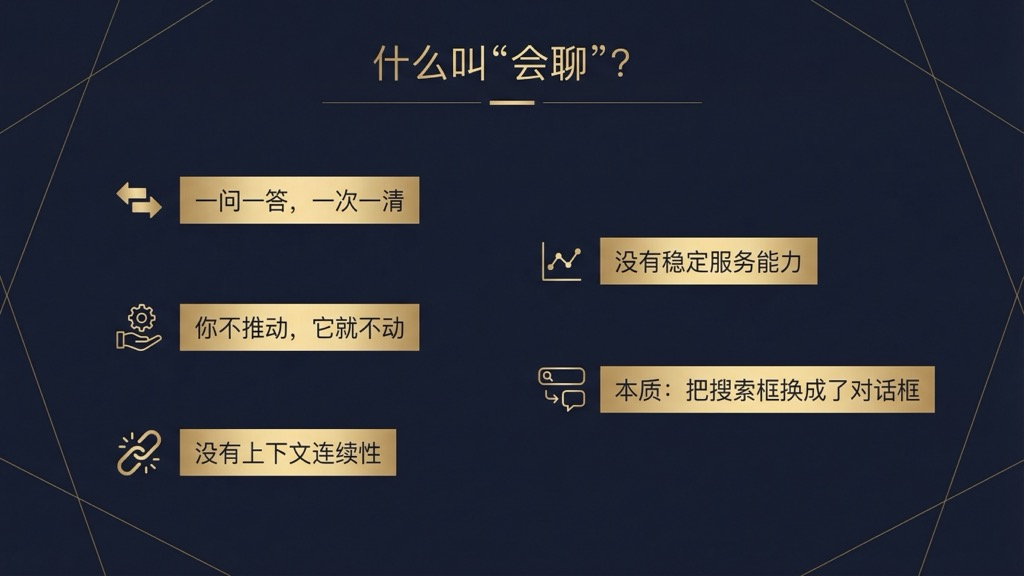 什么叫“会聊”？
一问一答，一次一清
你不推动，它就不动
没有上下文连续性
没有稳定服务能力
本质：把搜索框换成了对话框